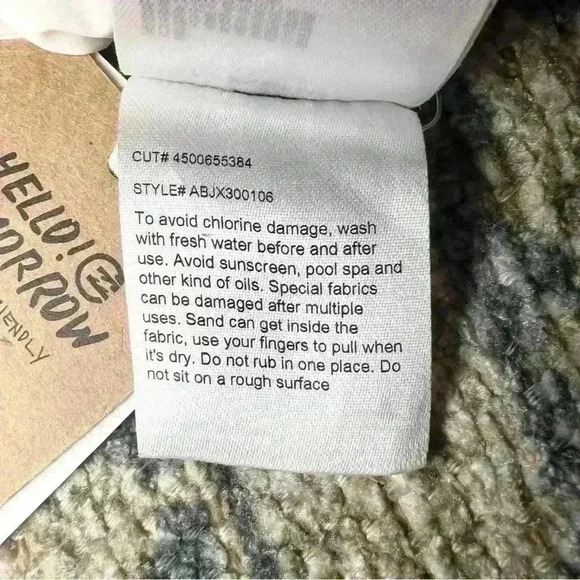 HELLO!
MORROW
CUT# 4500655384
STYLE# ABJX300106
To avoid chlorine damage, wash
with fresh water before and after
use. Avoid sunscreen, pool spa and
other kind of oils. Special fabrics
can be damaged after multiple
uses. Sand can get inside the
fabric, use your fingers to pull when
it's dry. Do not rub in one place. Do
not sit on a rough surface